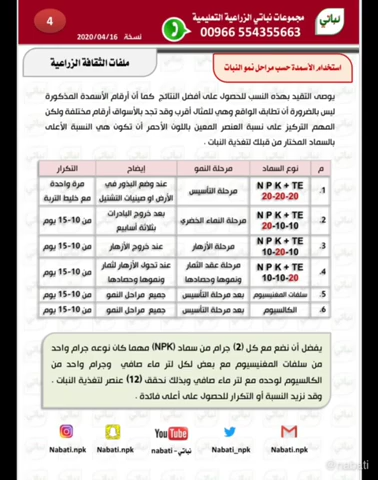 4
نسخة 2020/04/16
مجموعات نباتي الزراعية التعليمية
00966 554355663
نباتي
ملفات الثقافة الزراعية
استخدام الأسمدة حسب مراحل نمو النبات
يوصى التقيد بهذه النسب للحصول على أفضل النتائج كما أن أرقام الأسمدة المذكورة
ليس بالضرورة أن تطابق الواقع وهي للمثال أقرب وقد تجد بالأسواق أرقام مختلفة ولكن
المهم التركيز على نسبة العنصر المعين باللون الأحمر أن تكون هي النسبة الأعلى
بالسماد المختار من قبلك لتغذية النبات .
م نوع السماد مرحلة النمو إيضاح التكرار
1. N P K + TE 20-20-20 مرحلة التأسيس عند وضع البذور في الأرض او صينيات التشتيل مرة واحدة مع خليط التربة
2. N P K + TE 20-10-10 مرحلة النماء الخضري بعد خروج البادرات بثلاثة أسابيع من 10-15 يوم
3. N P K + TE 10-20-10 مرحلة الأزهار عند خروج الأزهار من 10-15 يوم
4. N P K + TE 10-10-20 مرحلة عقد الثمار ونموها وحصادها عند تحول الأزهار لثمار ونموها وحصادها من 10-15 يوم
5. سلفات المغنيسيوم بعد مرحلة التأسيس جميع مراحل النمو من 10-15 يوم
6. الكالسيوم بعد مرحلة التأسيس جميع مراحل النمو من 10-15 يوم
يفضل أن نضع مع كل (2) جرام من سماد (NPK) مهما كان نوعه جرام واحد
من سلفات المغنيسيوم مع بعض لكل لتر ماء صافي وجرام واحد من
الكالسيوم لوحده مع لتر ماء صافي وبذلك نحقق (12) عنصر لتغذية النبات .
وقد نزيد النسبة أو التكرار للحصول على أعلى فائدة .
YouTube
Nabati.npk Nabati.npk نباتي - nabati Nabati_npk Nabati.npk
@nabati